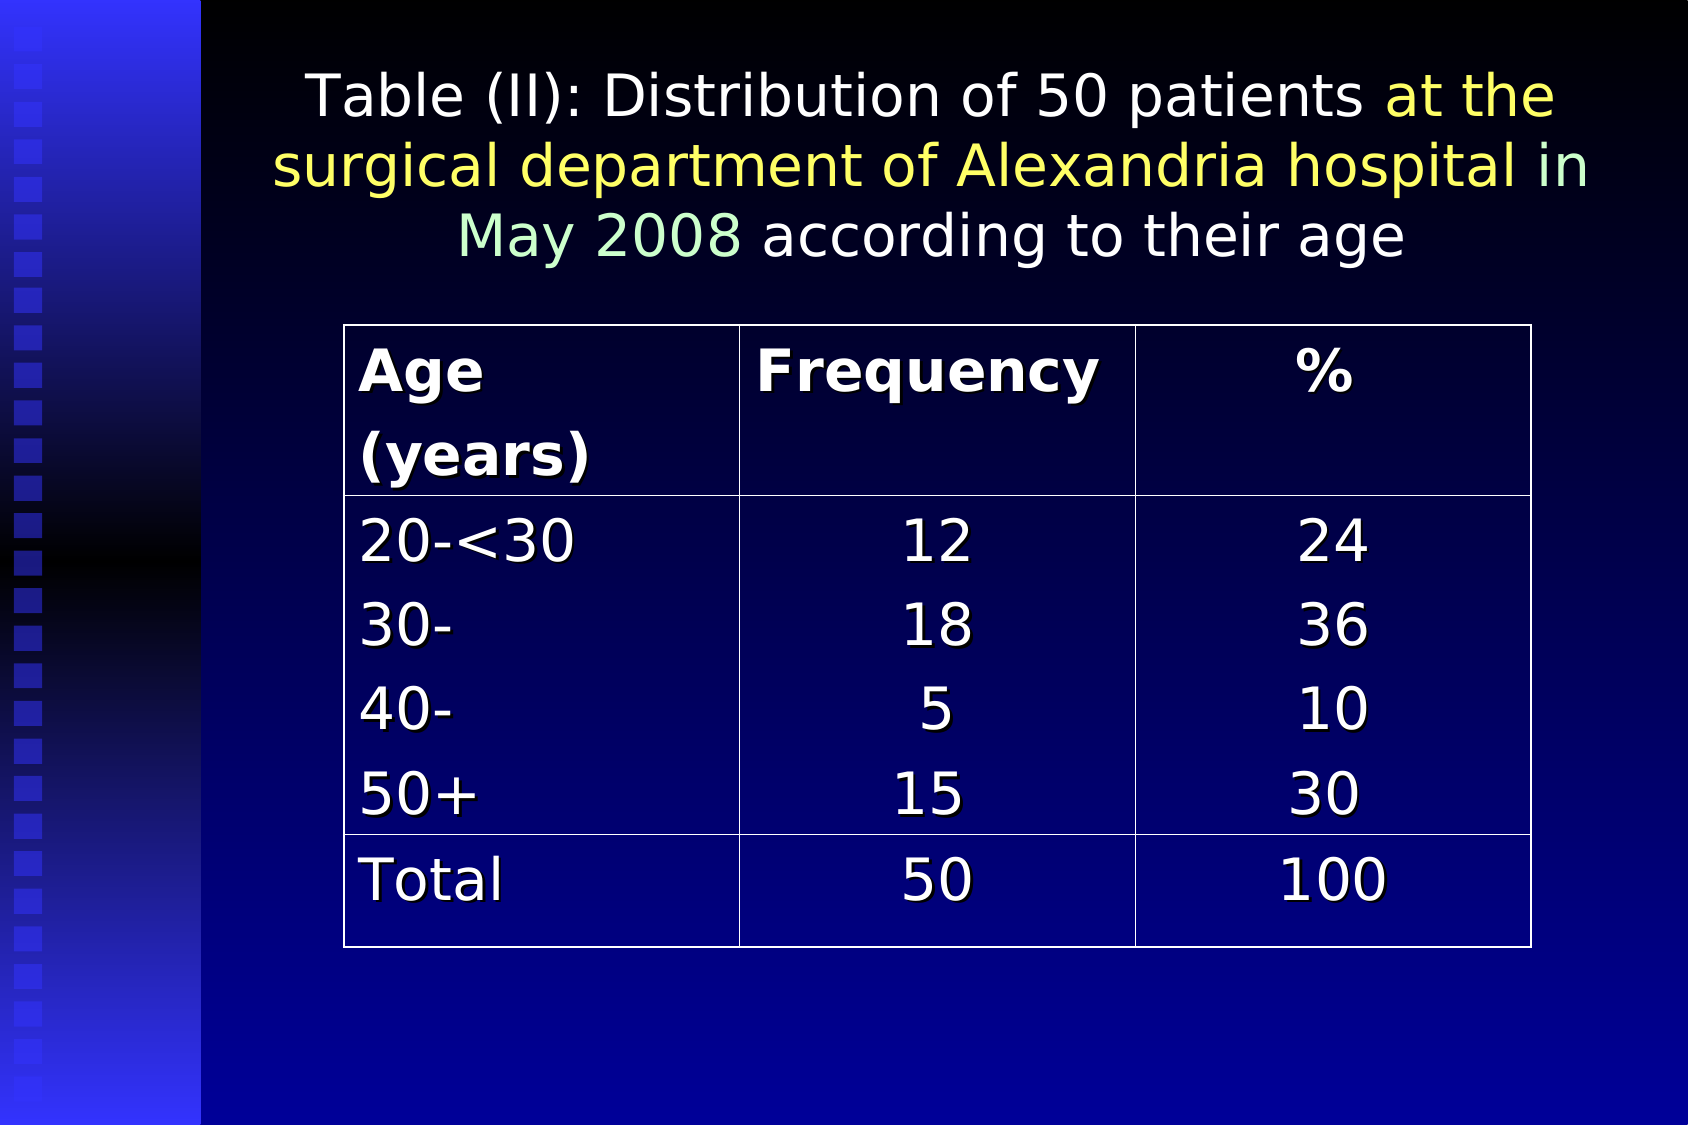 Table (II): Distribution of 50 patients at the
surgical department of Alexandria hospital in
May 2008 according to their age
Age Frequency %
(years)
20-<30 12 24
30- 18 36
40- 5 10
50+ 15 30
Total 50 100